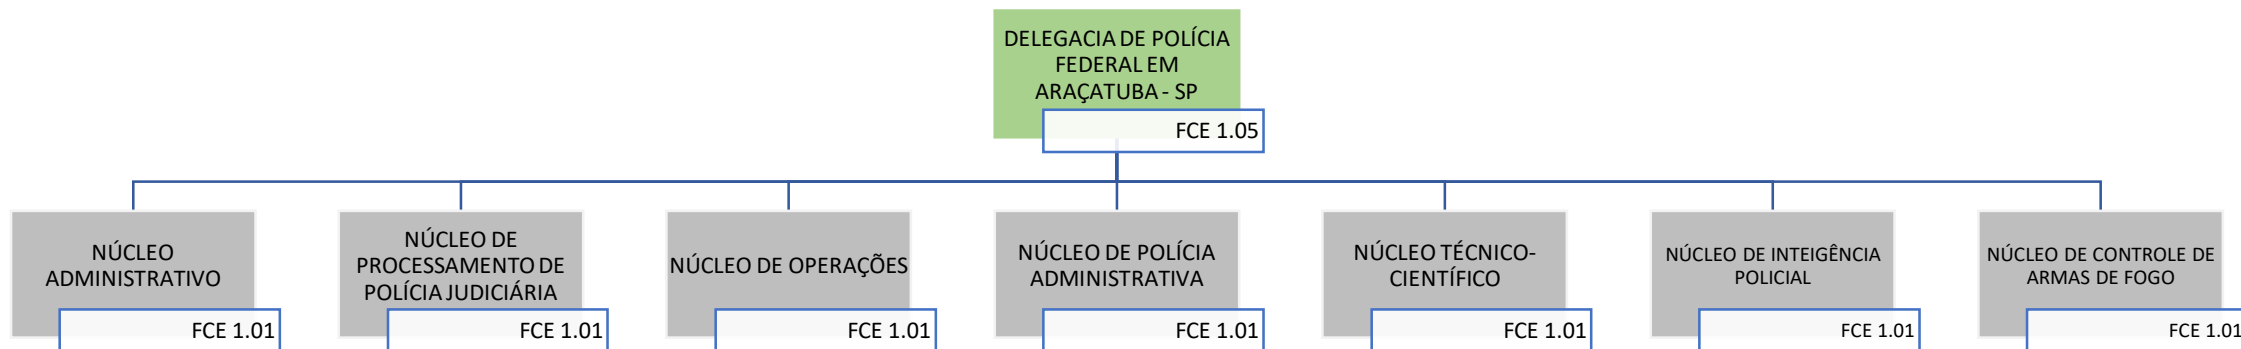 DELEGACIA DE POLÍCIA
FEDERAL EM
ARAÇATUBA - SP
FCE 1.05
NÚCLEO
ADMINISTRATIVO
FCE 1.01
NÚCLEO DE
PROCESSAMENTO DE
POLÍCIA JUDICIÁRIA
FCE 1.01
NÚCLEO DE OPERAÇÕES
FCE 1.01
NÚCLEO DE POLÍCIA
ADMINISTRATIVA
FCE 1.01
NÚCLEO TÉCNICO-
CIENTÍFICO
FCE 1.01
NÚCLEO DE INTEIGÊNCIA
POLICIAL
FCE 1.01
NÚCLEO DE CONTROLE DE
ARMAS DE FOGO
FCE 1.01